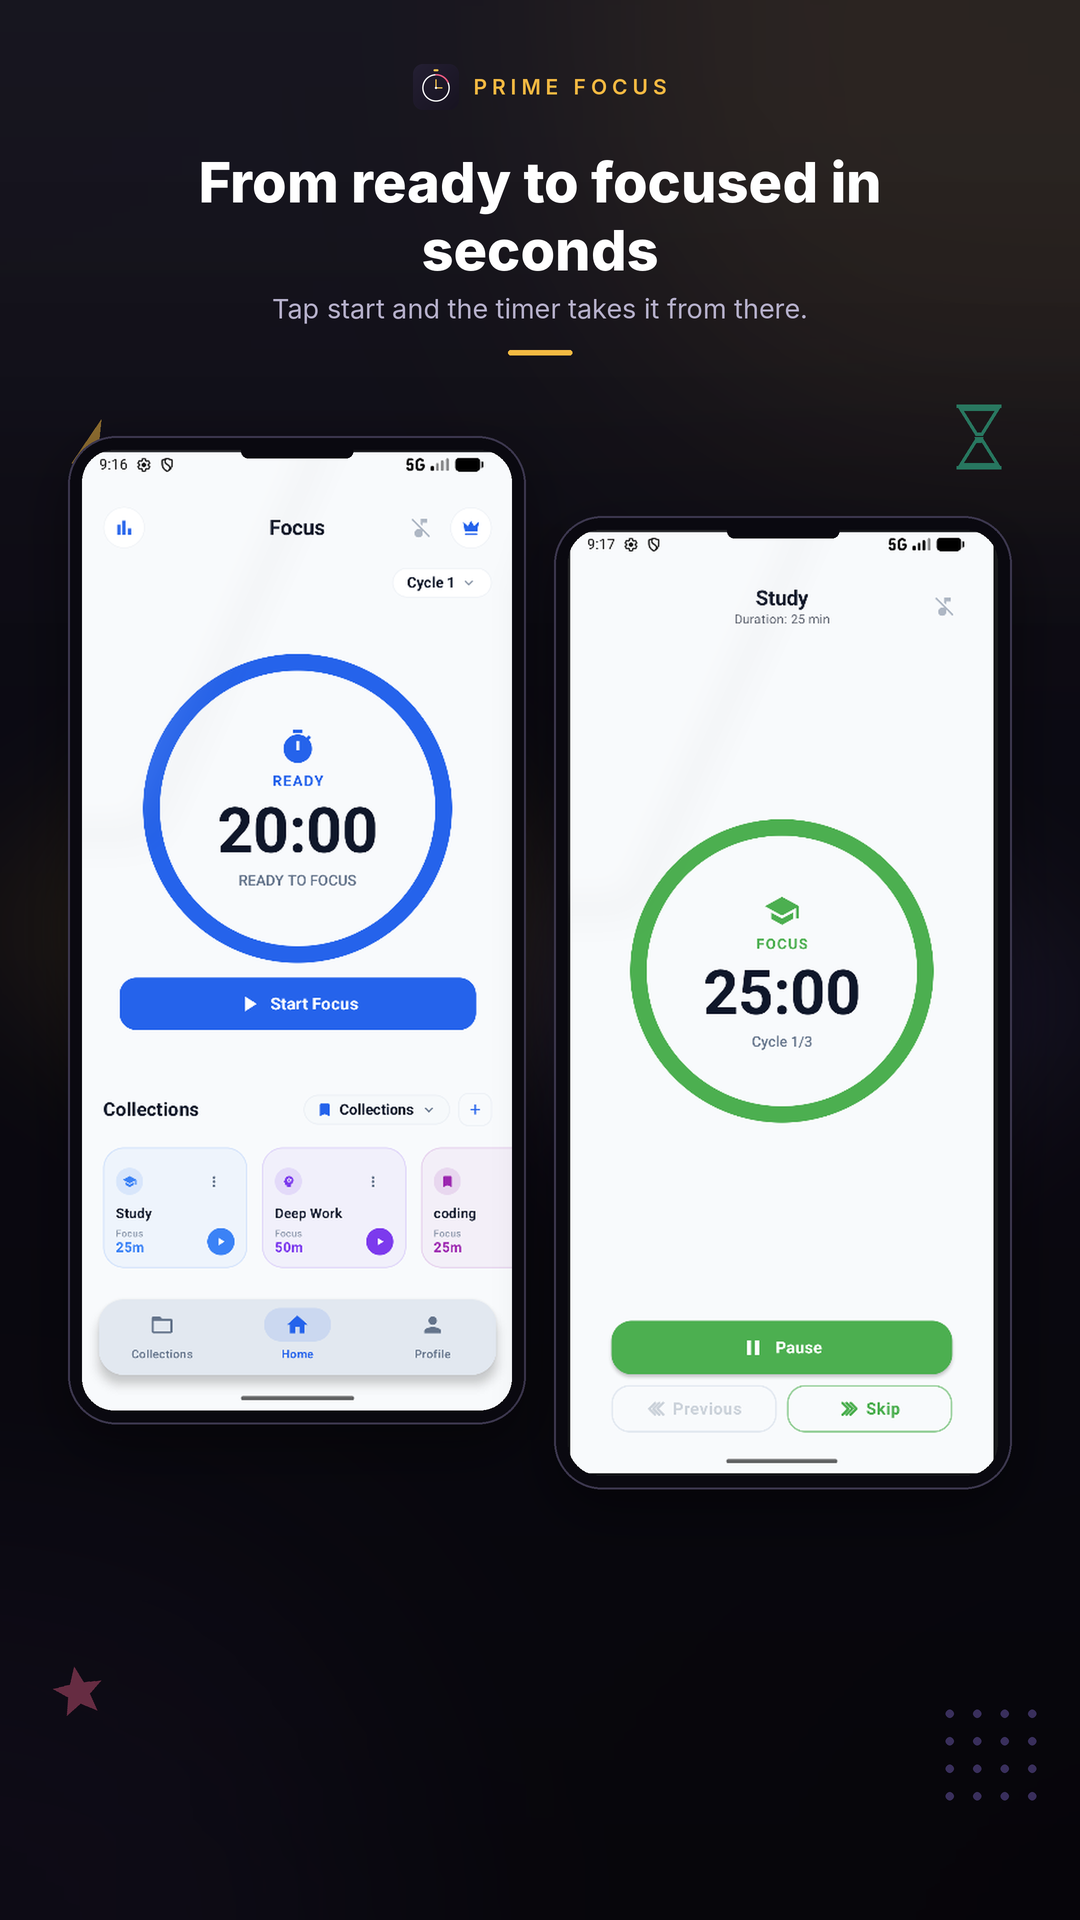 PRIME FOCUS
From ready to focused in
seconds
Tap start and the timer takes it from there.
9:16
5G
Focus
Cycle 1
READY
20:00
READY TO FOCUS
Start Focus
Collections
Collections
+
Study
Focus
25m
Deep Work
Focus
50m
coding
Focus
25m
Collections
Home
Profile
9:17
5G
Study
Duration: 25 min
FOCUS
25:00
Cycle 1/3
Pause
Previous
Skip